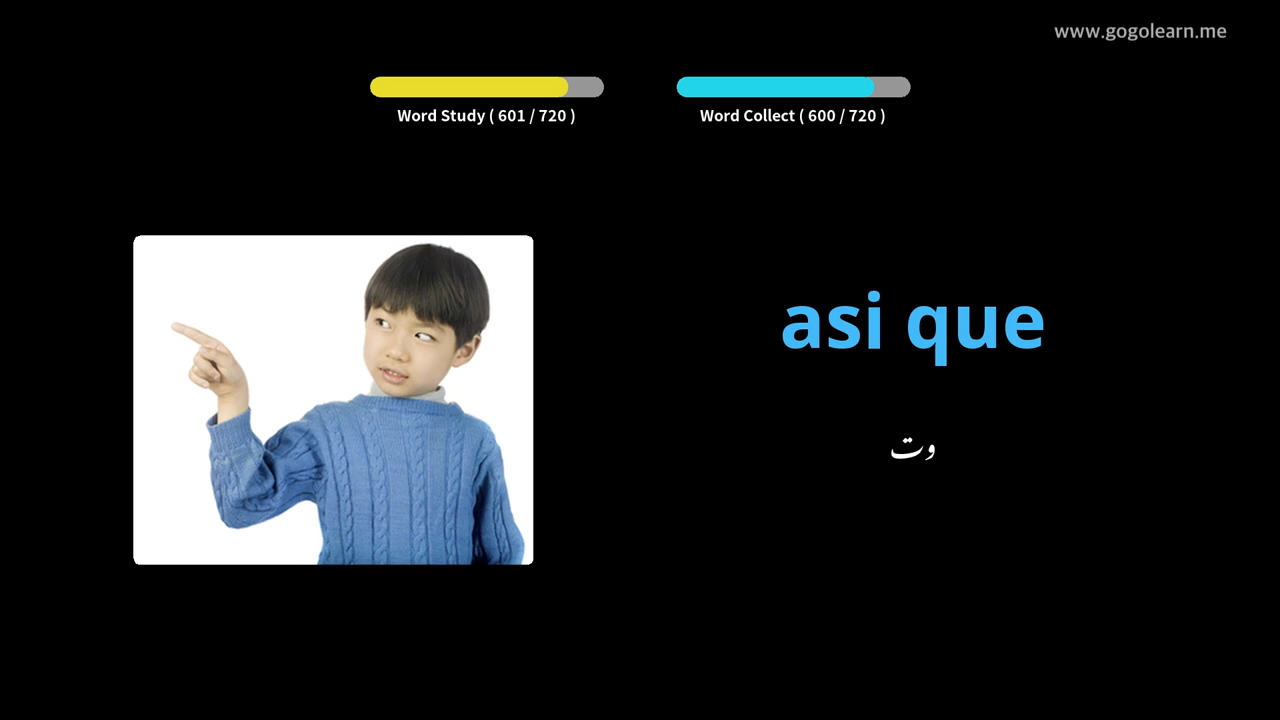 www.gogolearn.me
Word Study ( 601 / 720 )
Word Collect ( 600 / 720 )
asi que
وت